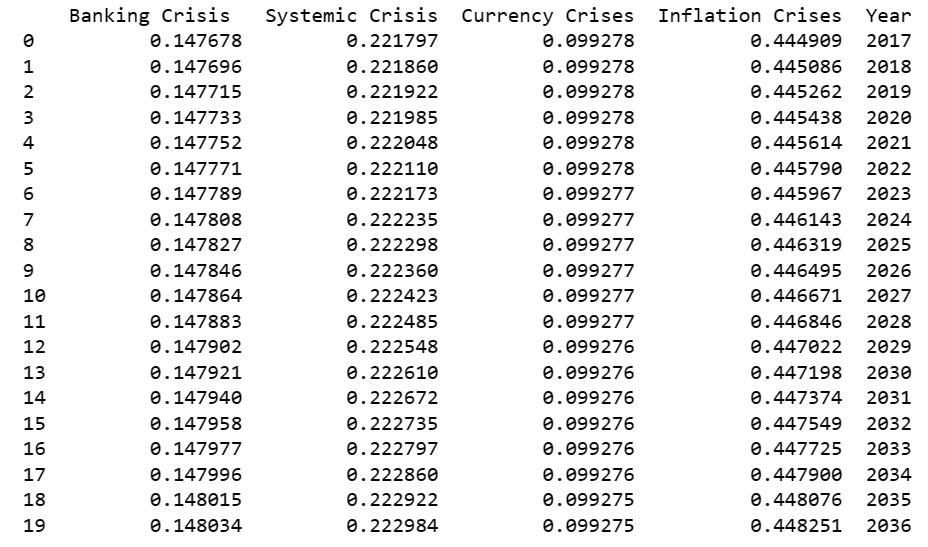 Banking Crisis Systemic Crisis Currency Crises Inflation Crises Year
0 0.147678 0.221797 0.099278 0.444909 2017
1 0.147696 0.221860 0.099278 0.445086 2018
2 0.147715 0.221922 0.099278 0.445262 2019
3 0.147733 0.221985 0.099278 0.445438 2020
4 0.147752 0.222048 0.099278 0.445614 2021
5 0.147771 0.222110 0.099278 0.445790 2022
6 0.147789 0.222173 0.099277 0.445967 2023
7 0.147808 0.222235 0.099277 0.446143 2024
8 0.147827 0.222298 0.099277 0.446319 2025
9 0.147846 0.222360 0.099277 0.446495 2026
10 0.147864 0.222423 0.099277 0.446671 2027
11 0.147883 0.222485 0.099277 0.446846 2028
12 0.147902 0.222548 0.099276 0.447022 2029
13 0.147921 0.222610 0.099276 0.447198 2030
14 0.147940 0.222672 0.099276 0.447374 2031
15 0.147958 0.222735 0.099276 0.447549 2032
16 0.147977 0.222797 0.099276 0.447725 2033
17 0.147996 0.222860 0.099276 0.447900 2034
18 0.148015 0.222922 0.099275 0.448076 2035
19 0.148034 0.222984 0.099275 0.448251 2036